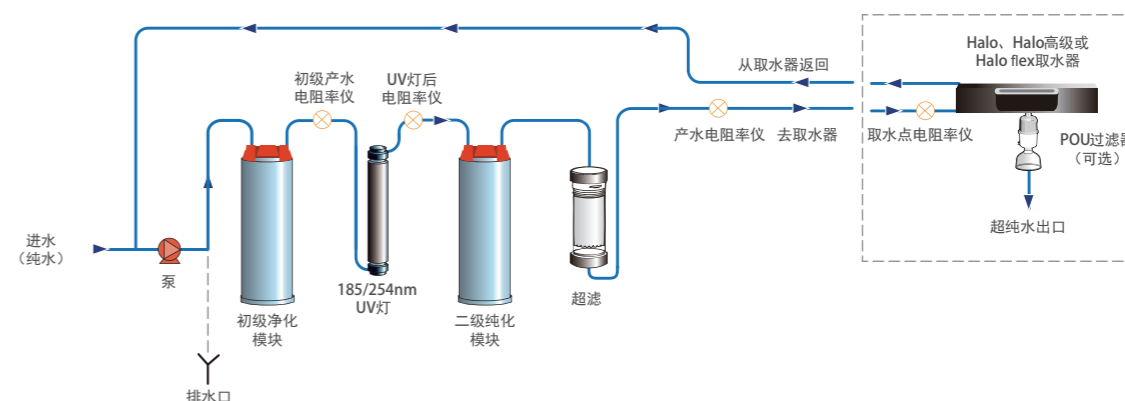 Halo、Halo高级或
Halo flex取水器
从取水器返回
初级产水
电阻率仪
UV灯后
电阻率仪
产水电阻率仪
去取水器
取水点电阻率仪
POU过滤器
（可选）
超纯水出口
进水
（纯水）
泵
185/254nm
UV灯
超滤
初级净化
模块
二级纯化
模块
排水口